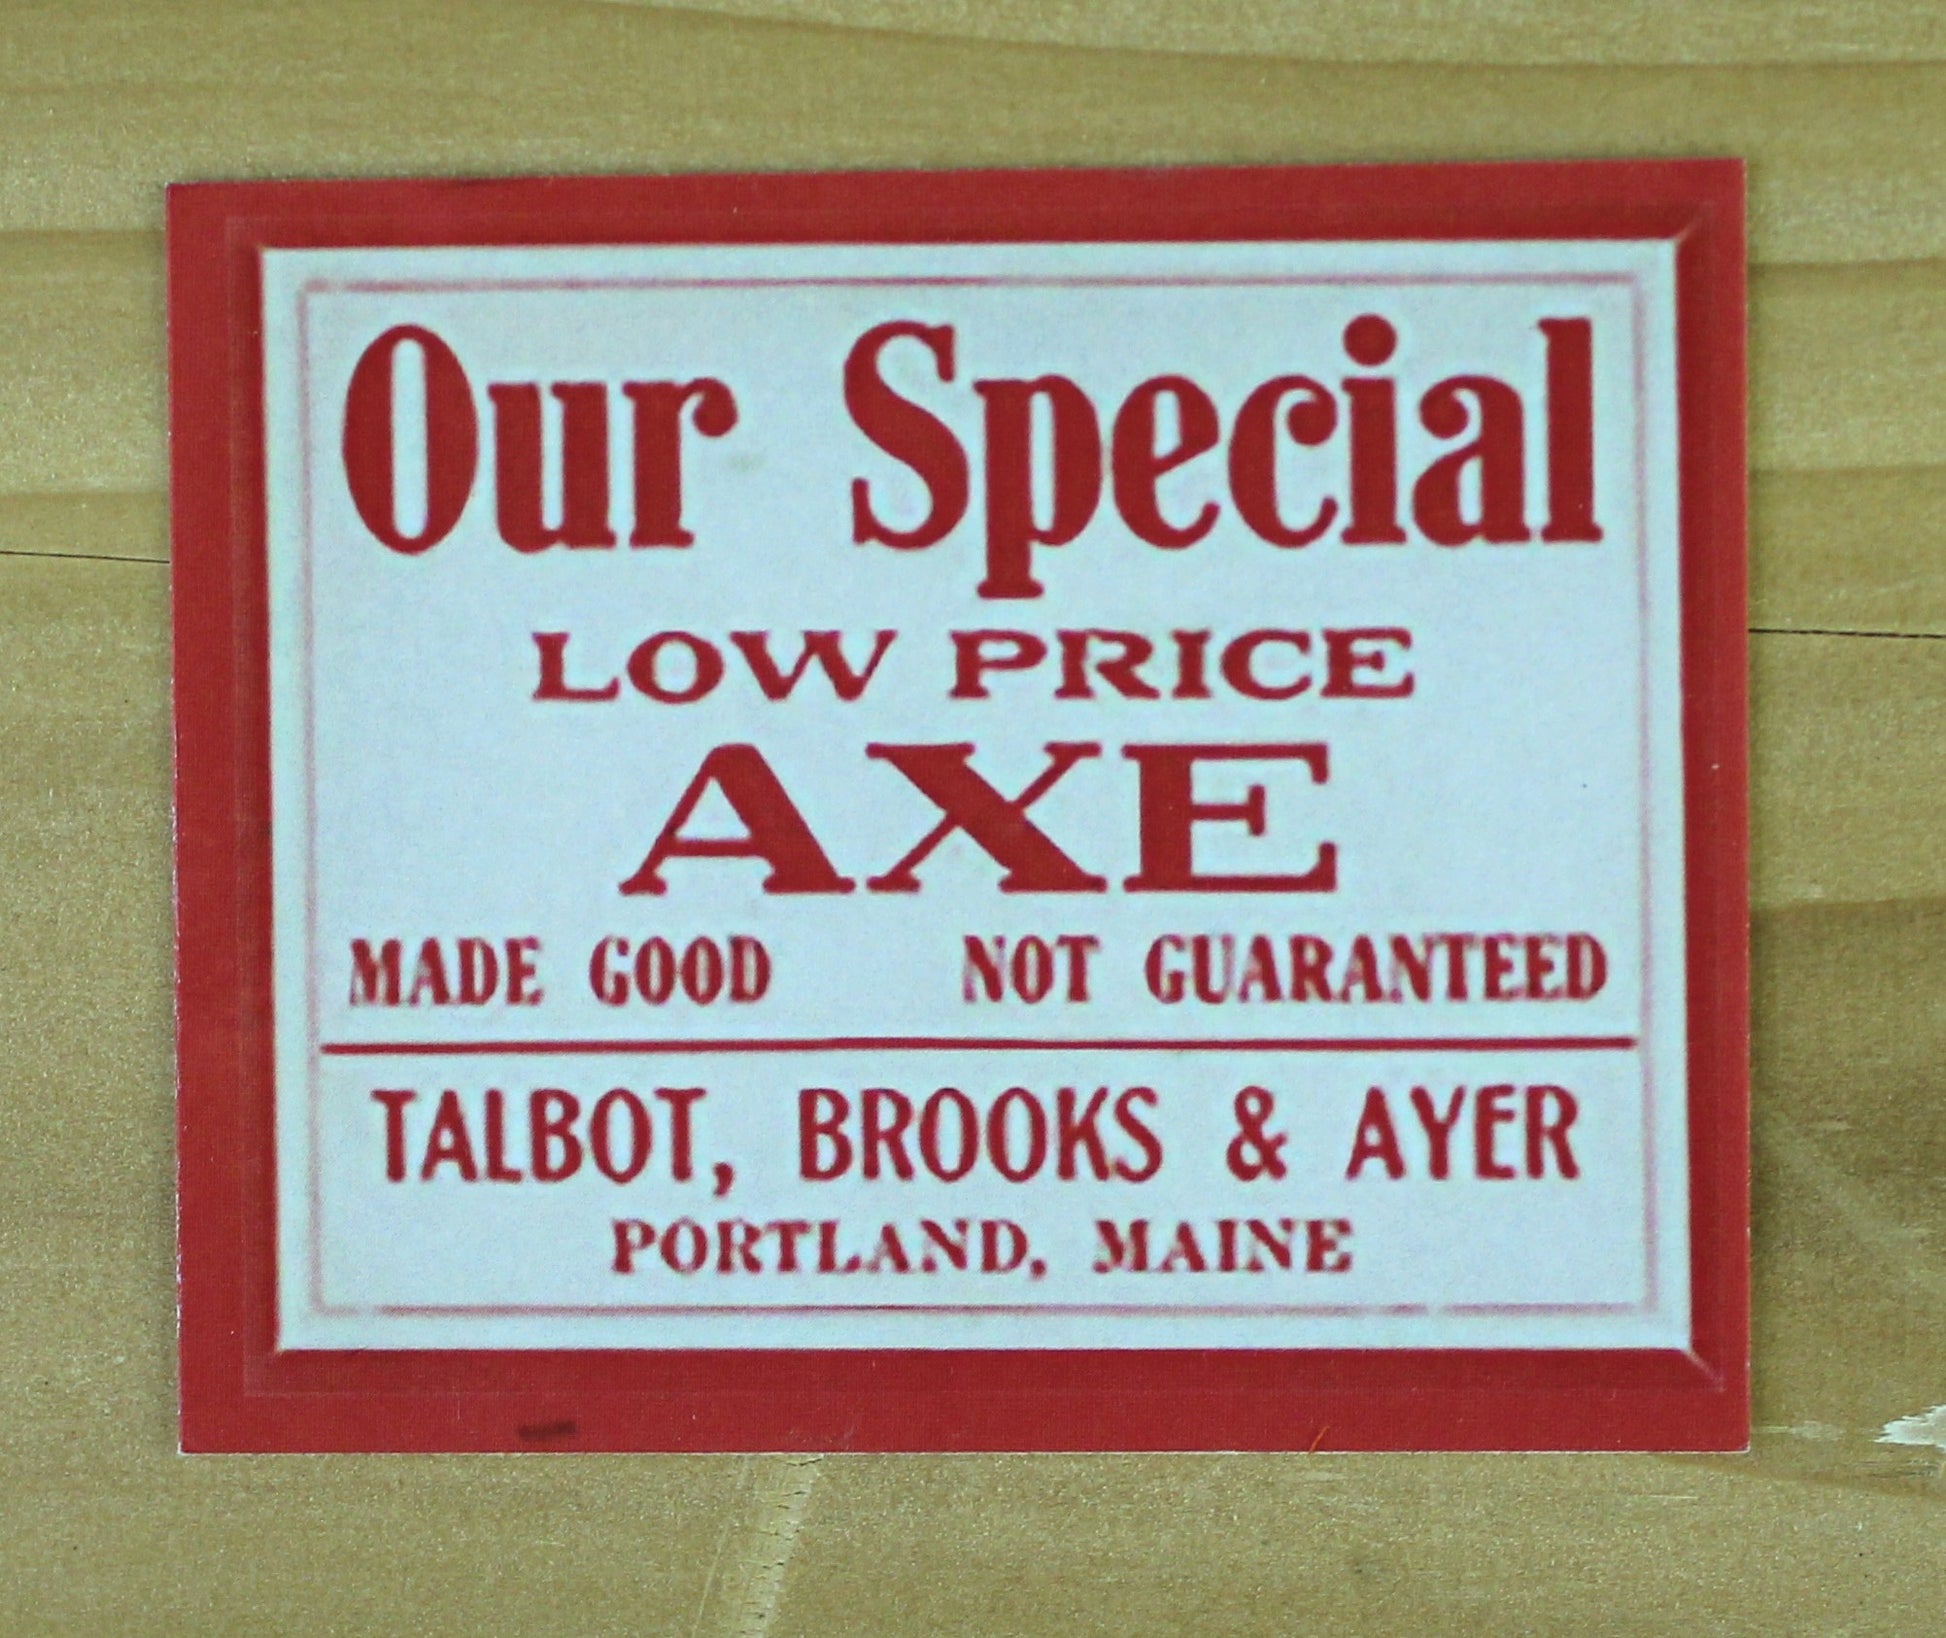 Our Special
LOW PRICE
AXE
MADE GOOD NOT GUARANTEED
TALBOT, BROOKS & AYER
PORTLAND, MAINE